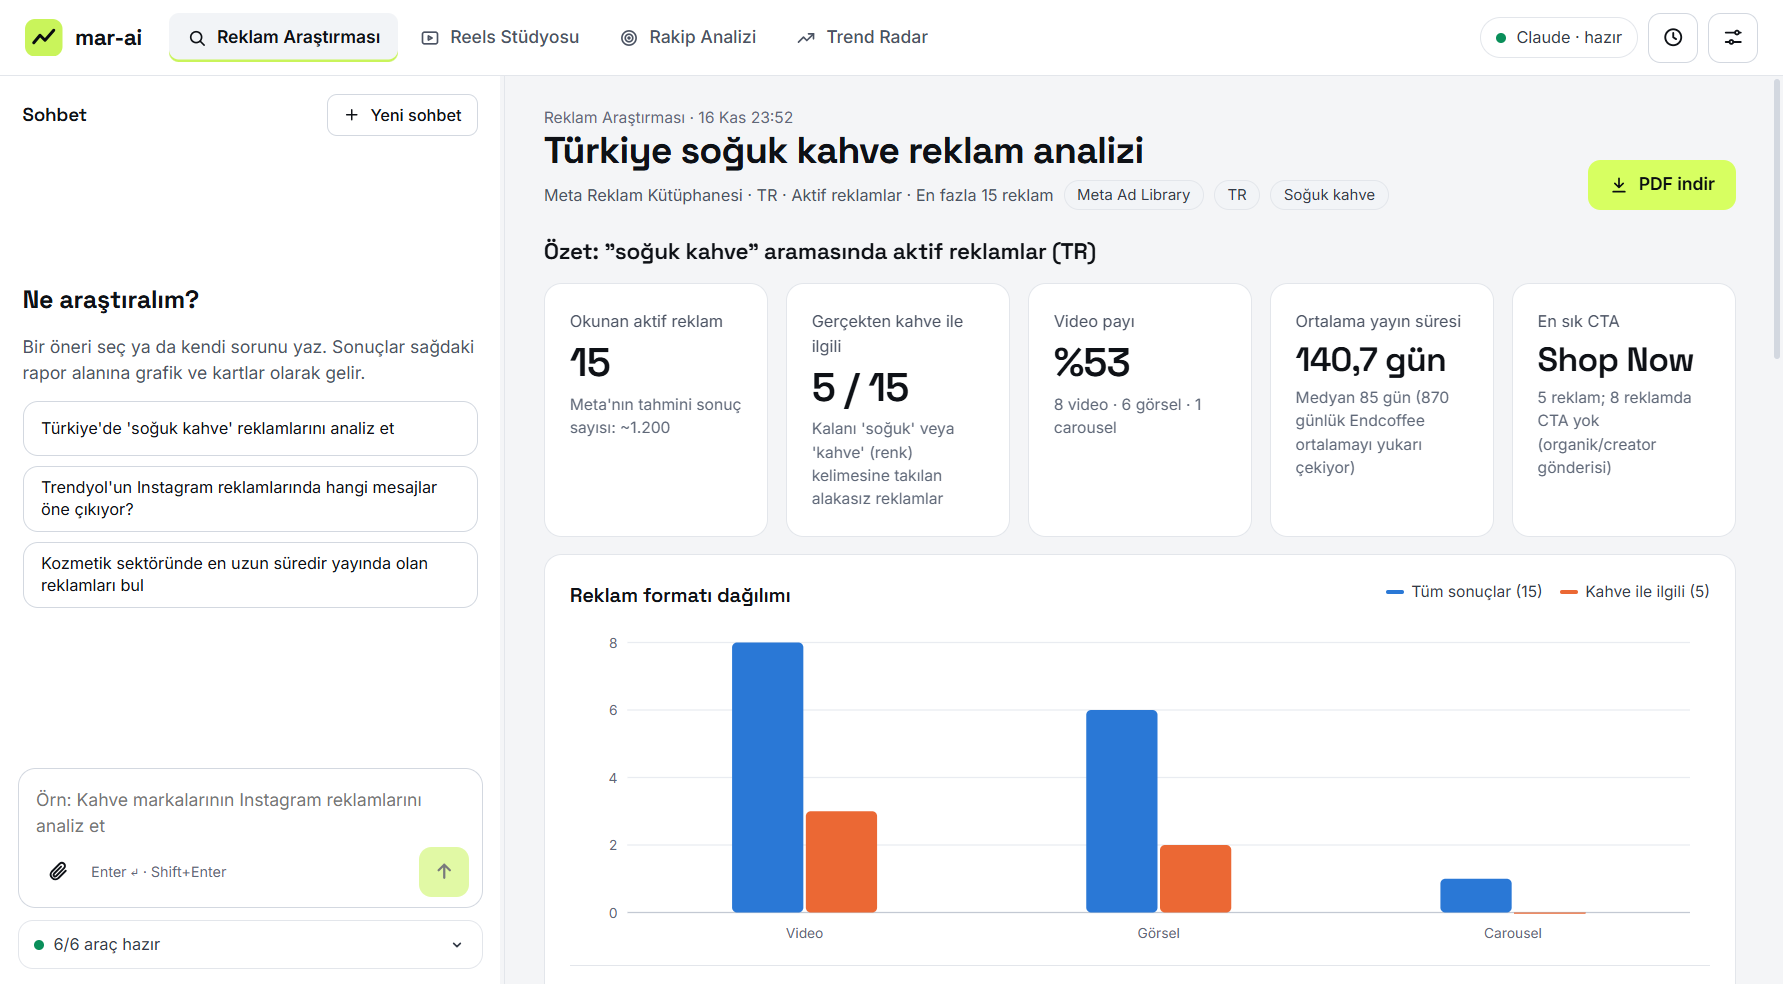 mar-ai
Reklam Araştırması
Reels Stüdyosu
Rakip Analizi
Trend Radar
Claude · hazır
Sohbet
+ Yeni sohbet
Ne araştıralım?
Bir öneri seç ya da kendi sorunu yaz. Sonuçlar sağdaki
rapor alanına grafik ve kartlar olarak gelir.
Türkiye'de 'soğuk kahve' reklamlarını analiz et
Trendyol'un Instagram reklamlarında hangi mesajlar
öne çıkıyor?
Kozmetik sektöründe en uzun süredir yayında olan
reklamları bul
Örn: Kahve markalarının Instagram reklamlarını
analiz et
Enter ↵ · Shift+Enter
6/6 araç hazır
Reklam Araştırması · 16 Kas 23:52
Türkiye soğuk kahve reklam analizi
Meta Reklam Kütüphanesi · TR · Aktif reklamlar · En fazla 15 reklam
Meta Ad Library
TR
Soğuk kahve
PDF indir
Özet: ”soğuk kahve” aramasında aktif reklamlar (TR)
Okunan aktif reklam
15
Meta'nın tahmini sonuç
sayısı: ~1.200
Gerçekten kahve ile
ilgili
5 / 15
Kalanı 'soğuk' veya
'kahve' (renk)
kelimesine takılan
alakasız reklamlar
Video payı
%53
8 video · 6 görsel · 1
carousel
Ortalama yayın süresi
140,7 gün
Medyan 85 gün (870
günlük Endcoffee
ortalamayı yukarı
çekiyor)
En sık CTA
Shop Now
5 reklam; 8 reklamda
CTA yok
(organik/creator
gönderisi)
Reklam formatı dağılımı
Tüm sonuçlar (15)
Kahve ile ilgili (5)
8
6
4
2
0
Video
Görsel
Carousel